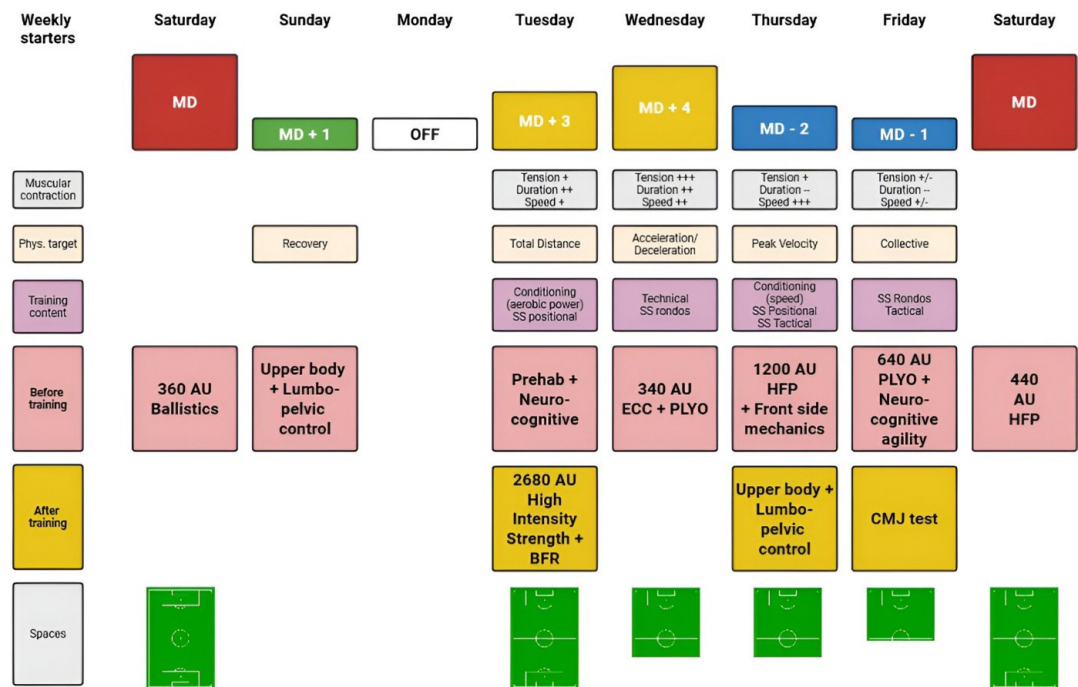 Weekly
starters
Saturday
Sunday
Monday
Tuesday
Wednesday
Thursday
Friday
Saturday
MD
MD + 1
OFF
MD + 3
MD + 4
MD - 2
MD - 1
MD
Muscular
contraction
Tension +
Duration ++
Speed +
Tension +++
Duration ++
Speed ++
Tension +
Duration --
Speed +++
Tension +/-
Duration --
Speed +/-
Phys. target
Recovery
Total Distance
Acceleration/
Deceleration
Peak Velocity
Collective
Training
content
Conditioning
(aerobic power)
SS positional
Technical
SS rondos
Conditioning
(speed)
SS Positional
SS Tactical
SS Rondos
Tactical
Before
training
360 AU
Ballistics
Upper body
+ Lumbo-
pelvic
control
Prehab +
Neuro-
cognitive
340 AU
ECC + PLYO
1200 AU
HFP
+ Front side
mechanics
640 AU
PLYO +
Neuro-
cognitive
agility
440
AU
HFP
After
training
2680 AU
High
Intensity
Strength +
BFR
Upper body +
Lumbo-
pelvic
control
CMJ test
Spaces